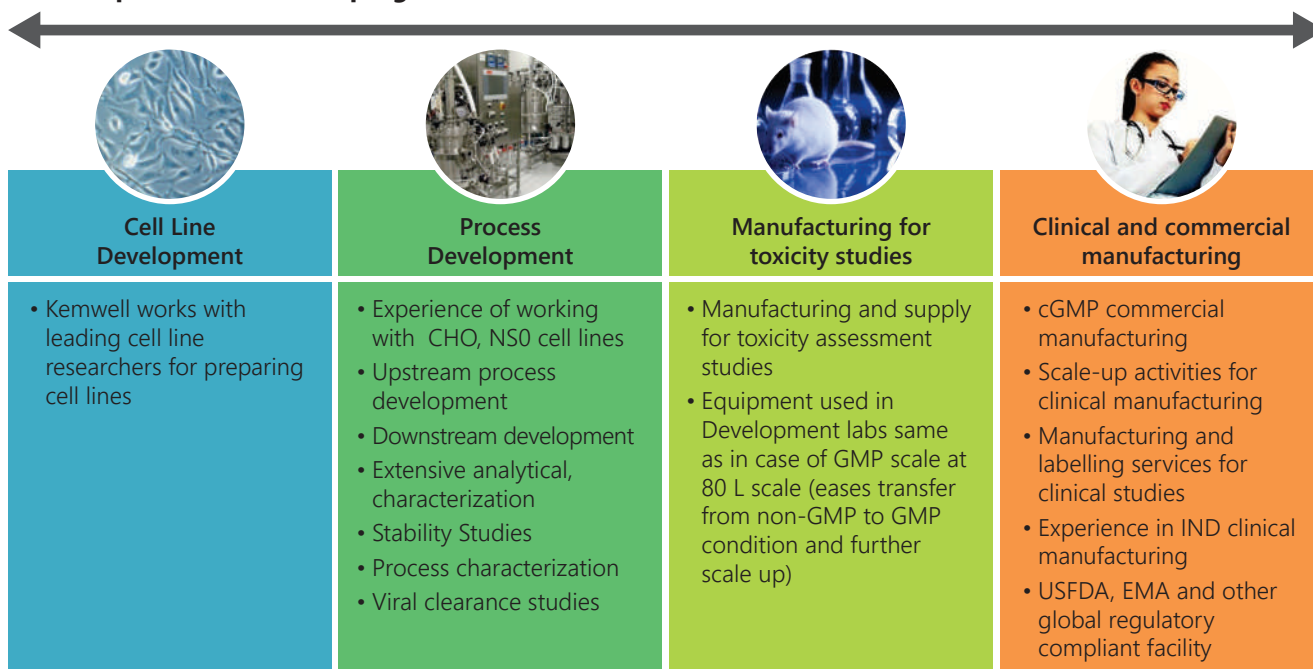 Cell Line
Development
• Kemwell works with
leading cell line
researchers for preparing
cell lines
Process
Development
• Experience of working
with CHO, NS0 cell lines
• Upstream process
development
• Downstream development
• Extensive analytical,
characterization
• Stability Studies
• Process characterization
• Viral clearance studies
Manufacturing for
toxicity studies
• Manufacturing and supply
for toxicity assessment
studies
• Equipment used in
Development labs same
as in case of GMP scale at
80 L scale (eases transfer
from non-GMP to GMP
condition and further
scale up)
Clinical and commercial
manufacturing
• cGMP commercial
manufacturing
• Scale-up activities for
clinical manufacturing
• Manufacturing and
labelling services for
clinical studies
• Experience in IND clinical
manufacturing
• USFDA, EMA and other
global regulatory
compliant facility